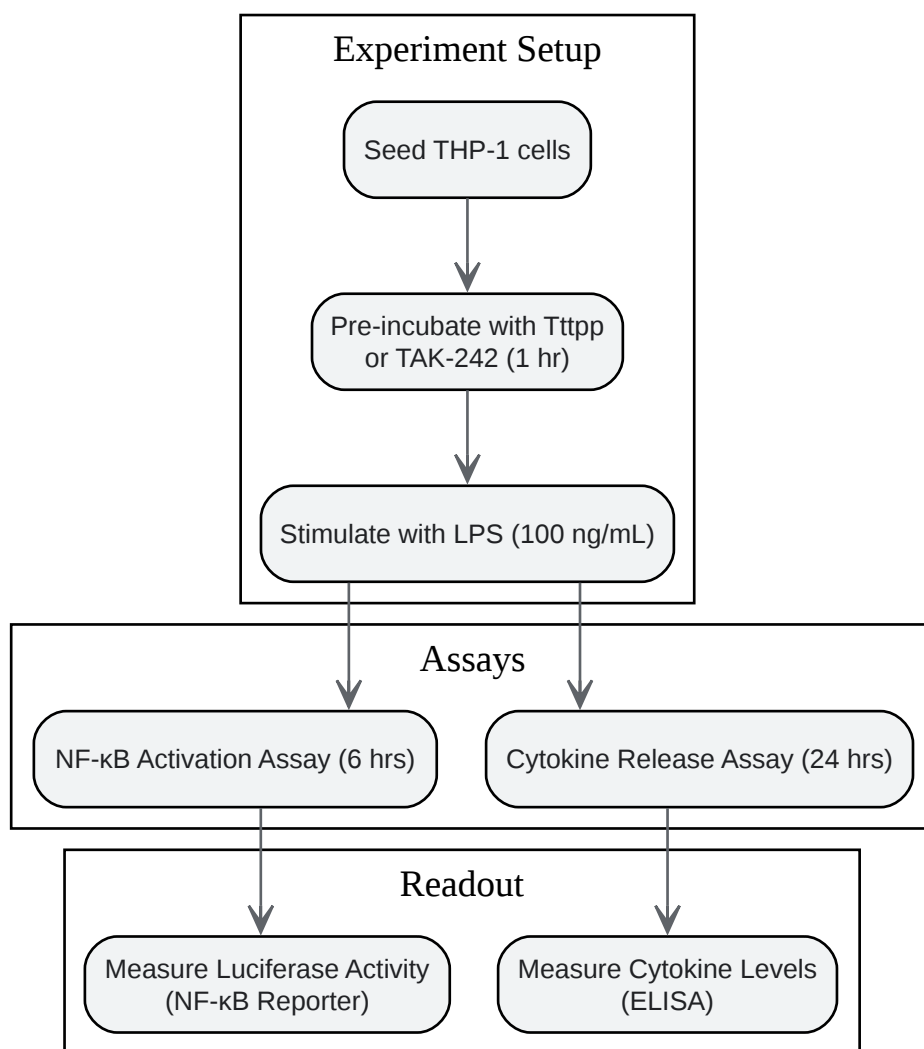 Experiment Setup
Seed THP-1 cells
Pre-incubate with Tttpp
or TAK-242 (1 hr)
Stimulate with LPS (100 ng/mL)
Assays
NF-κB Activation Assay (6 hrs)
Cytokine Release Assay (24 hrs)
Readout
Measure Luciferase Activity
(NF-κB Reporter)
Measure Cytokine Levels
(ELISA)